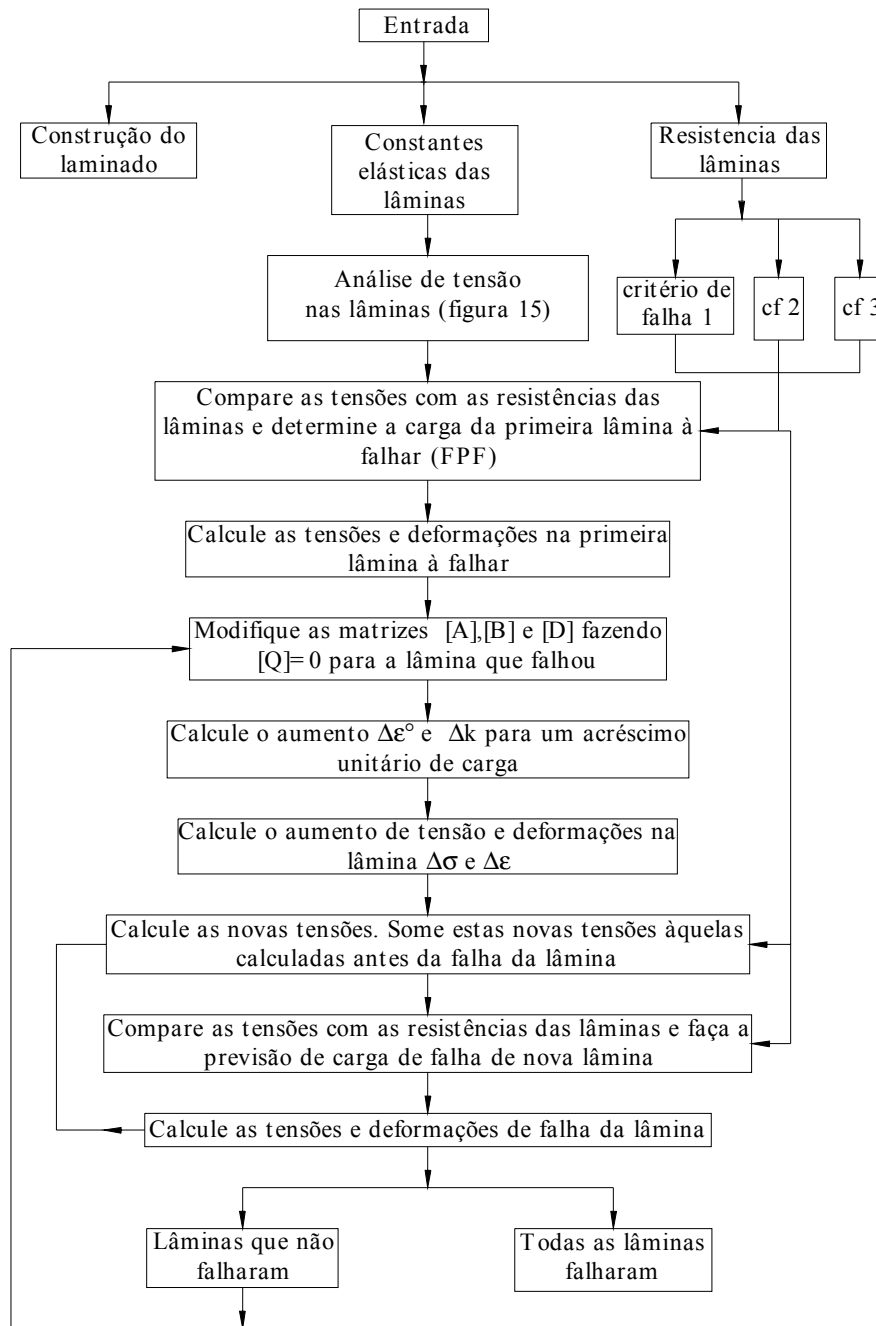 Entrada
Construção do
laminado
Constantes
elásticas das
lâminas
Resistencia das
lâminas
Análise de tensão
nas lâminas (figura 15)
critério de
falha 1
cf 2
cf 3
Compare as tensões com as resistências das
lâminas e determine a carga da primeira lâmina à
falhar (FPF)
Calcule as tensões e deformações na primeira
lâmina à falhar
Modifique as matrizes [A],[B] e [D] fazendo
[Q]= 0 para a lâmina que falhou
Calcule o aumento Δε° e Δk para um acréscimo
unitário de carga
Calcule o aumento de tensão e deformações na
lâmina Δσ e Δε
Calcule as novas tensões. Some estas novas tensões àquelas
calculadas antes da falha da lâmina
Compare as tensões com as resistências das lâminas e faça a
previsão de carga de falha de nova lâmina
Calcule as tensões e deformações de falha da lâmina
Lâminas que não
falharam
Todas as lâminas
falharam